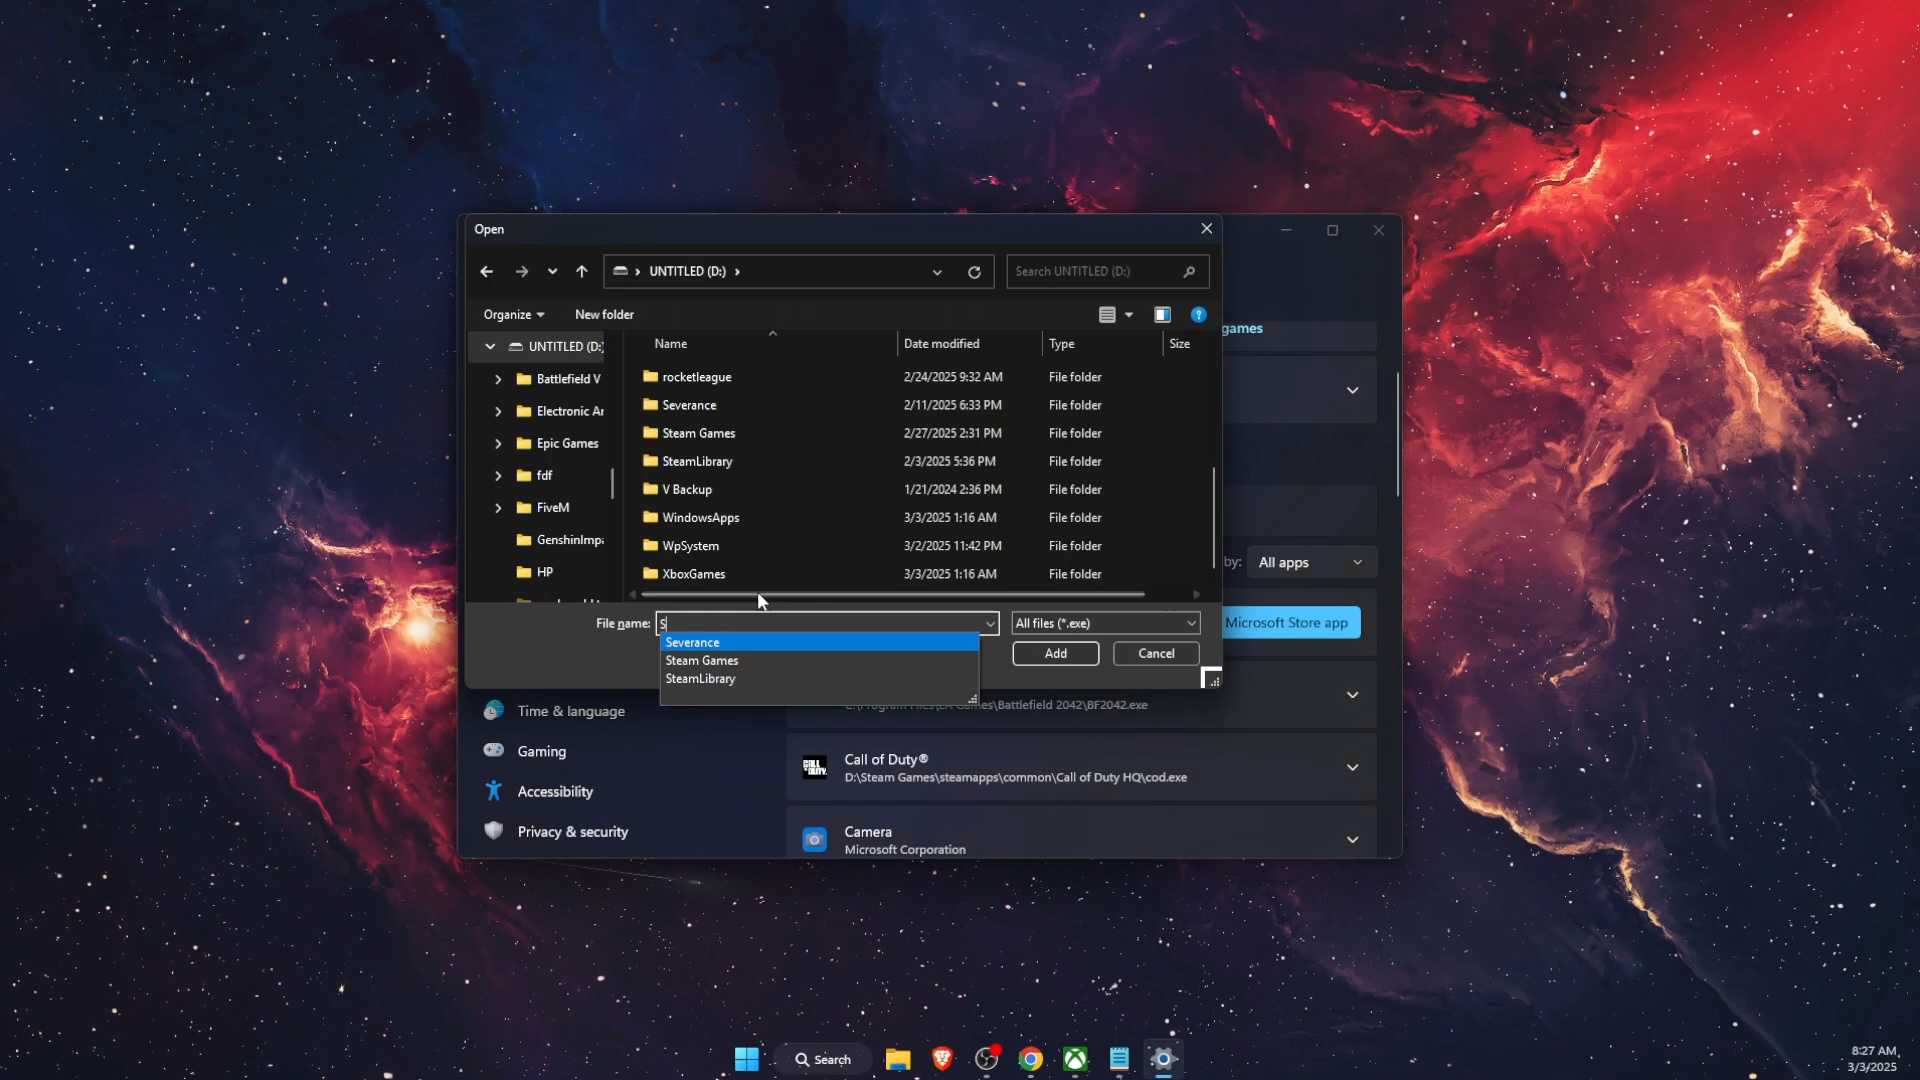 Open
UNTITLED (D:)
Search UNTITLED (D:)
Organize
New folder
?
games
UNTITLED (D:)
Battlefield V
Electronic Ar
Epic Games
fdf
FiveM
GenshinImpa
HP
Name
Date modified
Type
Size
rocketleague 2/24/2025 9:32 AM File folder
Severance 2/11/2025 6:33 PM File folder
Steam Games 2/27/2025 2:31 PM File folder
SteamLibrary 2/3/2025 5:36 PM File folder
V Backup 1/21/2024 2:36 PM File folder
WindowsApps 3/3/2025 1:16 AM File folder
WpSystem 3/2/2025 11:42 PM File folder
XboxGames 3/3/2025 1:16 AM File folder
by: All apps
File name: S
All files (*.exe)
Microsoft Store app
Severance
Steam Games
SteamLibrary
Add
Cancel
C:\Program Files\EA Games\Battlefield 2042\BF2042.exe
Time & language
Gaming
Accessibility
Privacy & security
CALL OF DUTY
Call of Duty®
D:\Steam Games\steamapps\common\Call of Duty HQ\cod.exe
Camera
Microsoft Corporation
Search
8:27 AM
3/3/2025